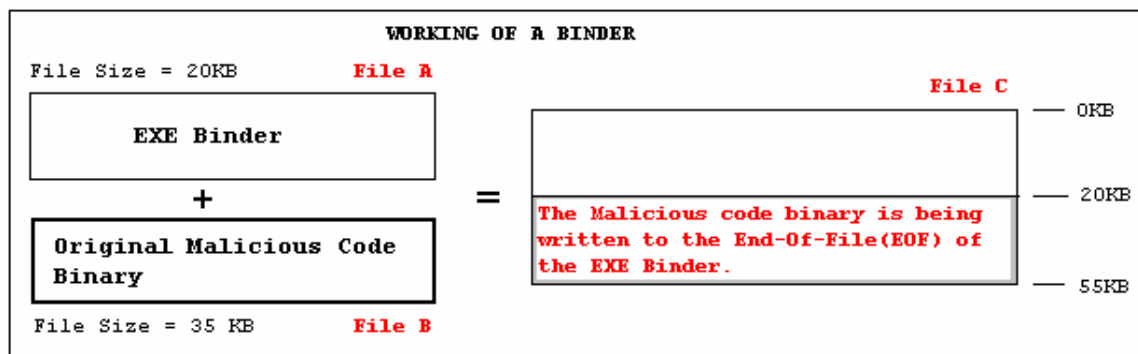 WORKING OF A BINDER
File Size = 20KB
File A
EXE Binder
+
Original Malicious Code
Binary
File Size = 35 KB
File B
=
File C
0KB
20KB
The Malicious code binary is being
written to the End-Of-File(EOF) of
the EXE Binder.
55KB